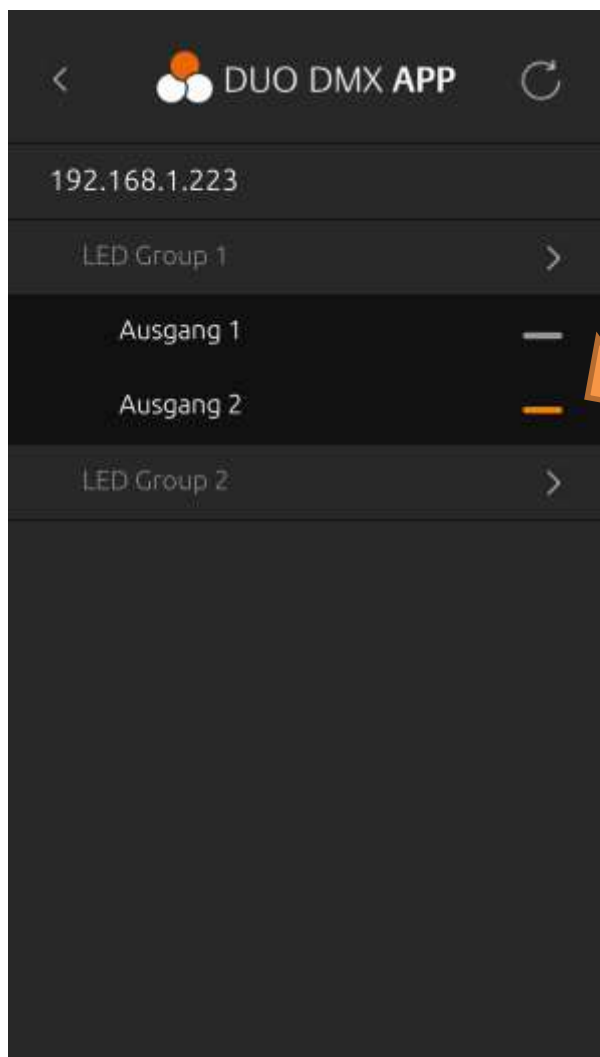 DUO DMX APP
192.168.1.223
LED Group 1
Ausgang 1
Ausgang 2
LED Group 2